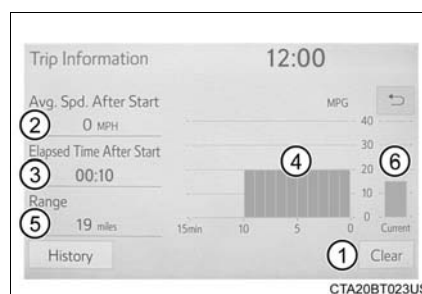 Trip Information 12:00
Avg. Spd. After Start MPG
2 0 MPH 40
Elapsed Time After Start 30
3 00:10 4 20 6
Range 10
5 19 miles 0
15min 10 5 0 Current
History 1 Clear
CTA20BT023US